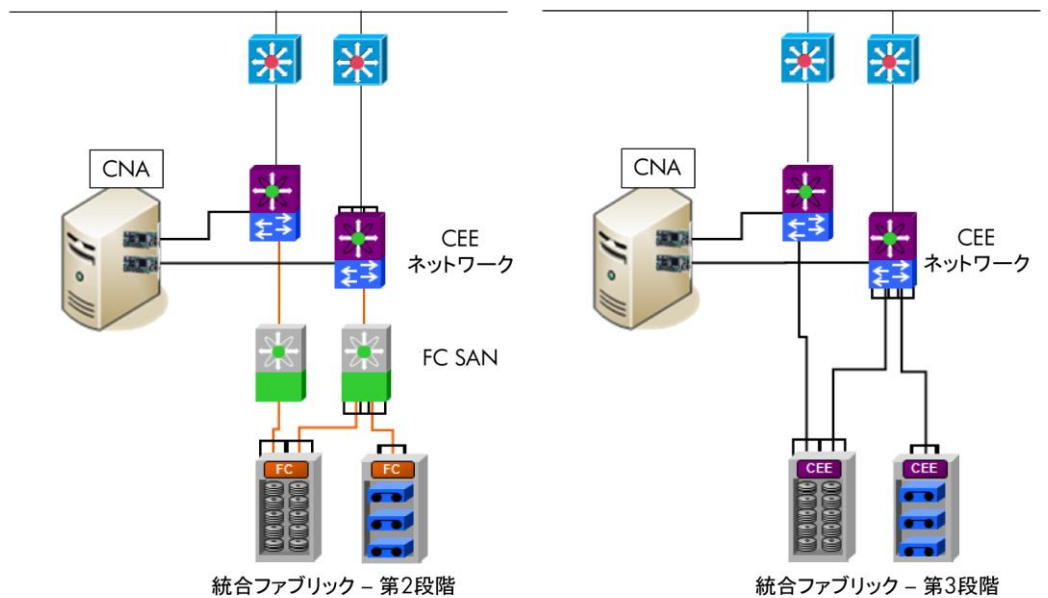 CNA
CEE
ネットワーク
FC SAN
FC
FC
統合ファブリック – 第2段階
CNA
CEE
ネットワーク
CEE
CEE
統合ファブリック – 第3段階